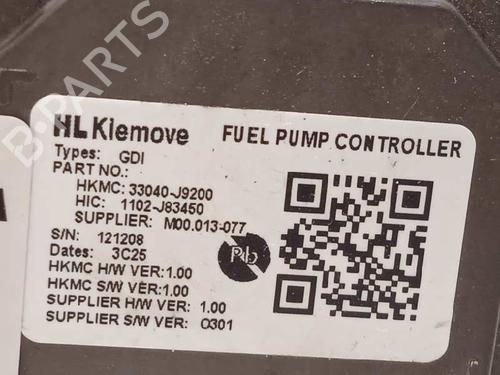 HL Klemove FUEL PUMP CONTROLLER
Types: GDI
PART NO.:
HKMC: 33040-J9200
HIC: 1102-J83450
SUPPLIER: M00.013-077
S/N: 121208
Dates: 3C25
Pb
HKMC H/W VER:1.00
HKMC S/W VER:1.00
SUPPLIER H/W VER: 1.00
SUPPLIER S/W VER: 0301
B-PARTS